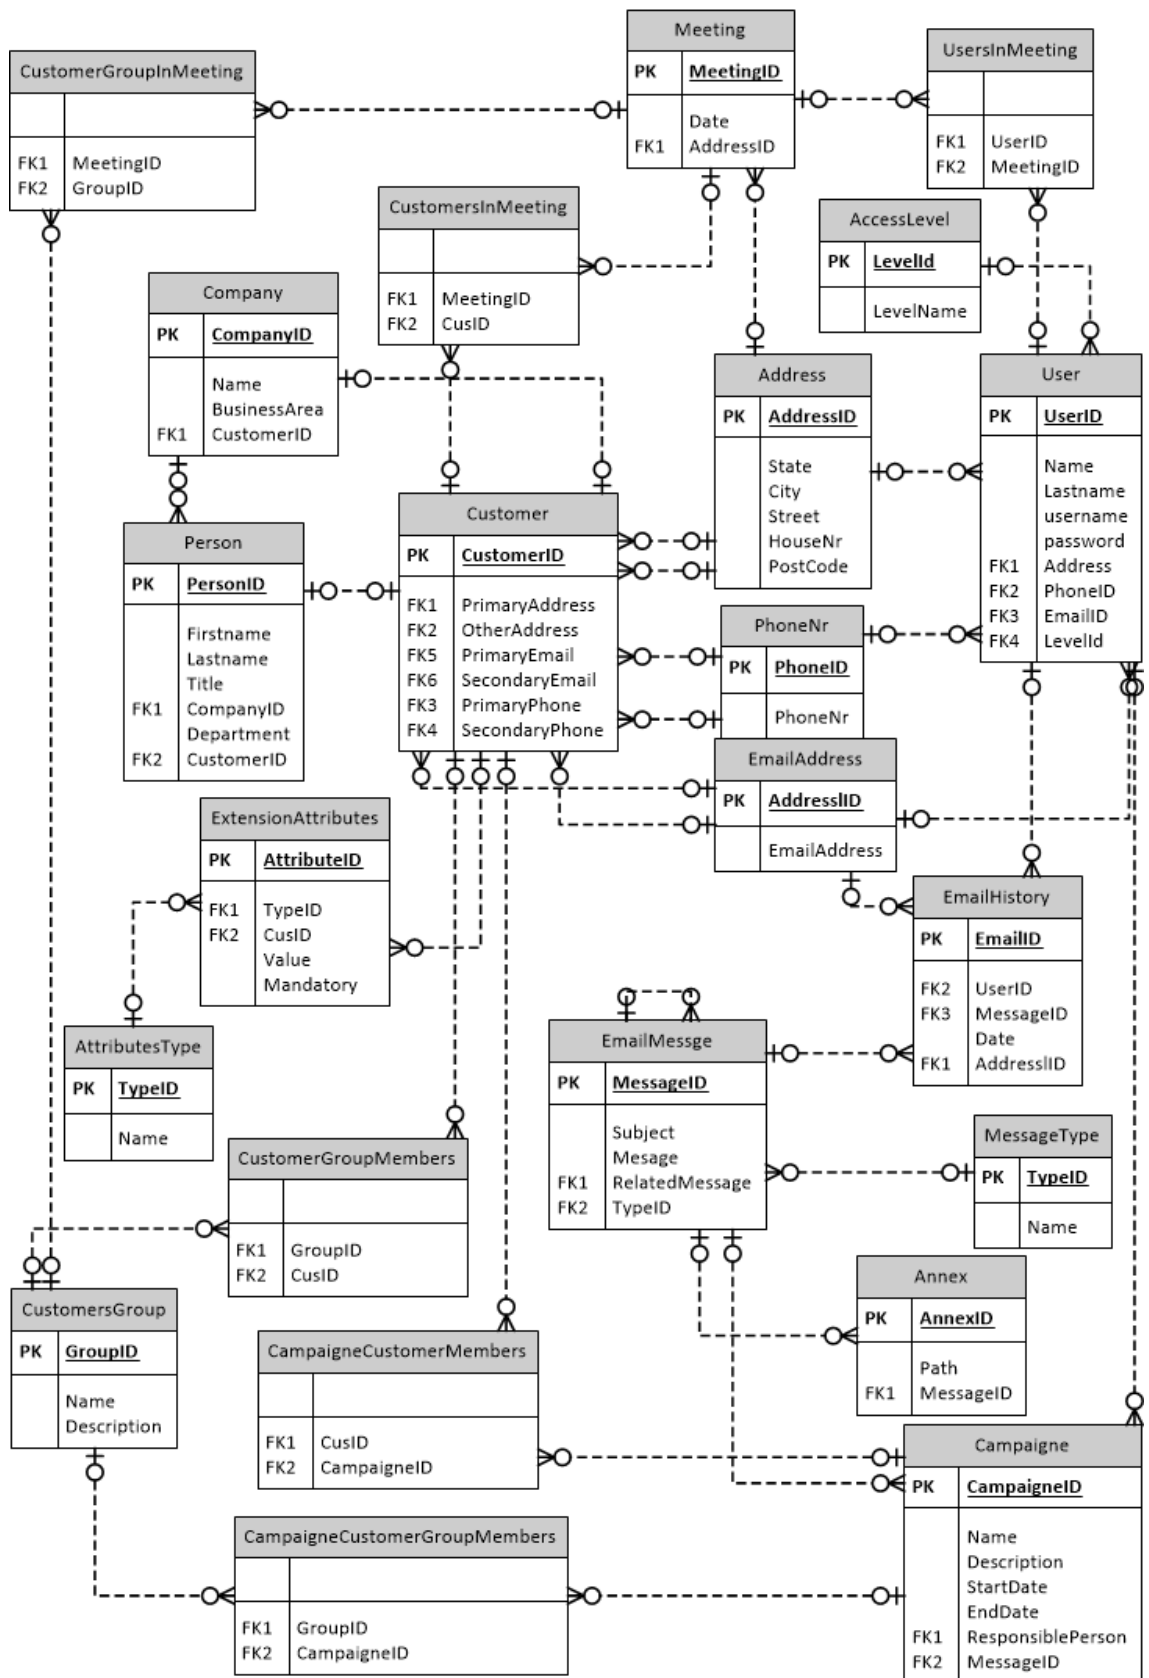 Meeting
PK MeetingID
Date
FK1 AddressID
UsersInMeeting
FK1 UserID
FK2 MeetingID
CustomerGroupInMeeting
FK1 MeetingID
FK2 GroupID
CustomersInMeeting
FK1 MeetingID
FK2 CusID
AccessLevel
PK LevelId
LevelName
Company
PK CompanyID
Name
BusinessArea
FK1 CustomerID
Address
PK AddressID
State
City
Street
HouseNr
PostCode
User
PK UserID
Name
Lastname
username
password
FK1 Address
FK2 PhoneID
FK3 EmailID
FK4 LevelId
Person
PK PersonID
Firstname
Lastname
Title
FK1 CompanyID
Department
FK2 CustomerID
Customer
PK CustomerID
FK1 PrimaryAddress
FK2 OtherAddress
FK5 PrimaryEmail
FK6 SecondaryEmail
FK3 PrimaryPhone
FK4 SecondaryPhone
PhoneNr
PK PhoneID
PhoneNr
EmailAddress
PK AddresslID
EmailAddress
ExtensionAttributes
PK AttributeID
FK1 TypeID
FK2 CusID
Value
Mandatory
EmailHistory
PK EmailID
FK2 UserID
FK3 MessageID
Date
FK1 AddresslID
AttributesType
PK TypeID
Name
EmailMessge
PK MessageID
Subject
Mesage
FK1 RelatedMessage
FK2 TypeID
MessageType
PK TypeID
Name
CustomerGroupMembers
FK1 GroupID
FK2 CusID
Annex
PK AnnexID
Path
FK1 MessageID
CustomersGroup
PK GroupID
Name
Description
CampaigneCustomerMembers
FK1 CusID
FK2 CampaigneID
Campaigne
PK CampaigneID
Name
Description
StartDate
EndDate
FK1 ResponsiblePerson
FK2 MessageID
CampaigneCustomerGroupMembers
FK1 GroupID
FK2 CampaigneID